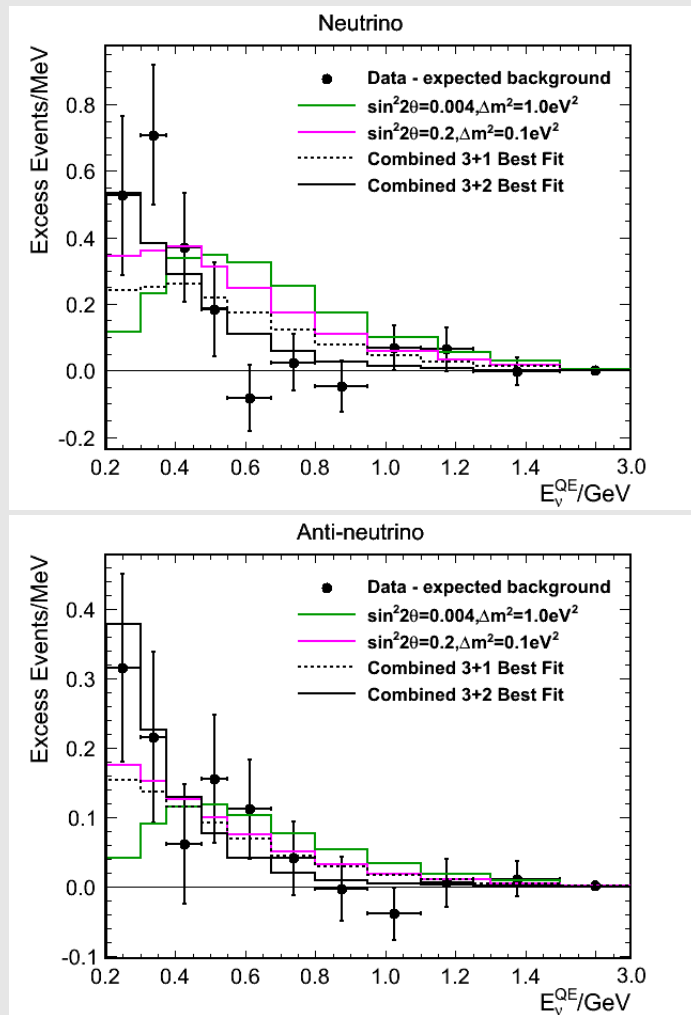 Neutrino
Excess Events/MeV
0.8
0.6
0.4
0.2
0.0
-0.2
Data - expected background
sin²2θ=0.004,Δm²=1.0eV²
sin²2θ=0.2,Δm²=0.1eV²
Combined 3+1 Best Fit
Combined 3+2 Best Fit
0.2 0.4 0.6 0.8 1.0 1.2 1.4 3.0
E_ν^QE/GeV
Anti-neutrino
Excess Events/MeV
0.4
0.3
0.2
0.1
0.0
-0.1
Data - expected background
sin²2θ=0.004,Δm²=1.0eV²
sin²2θ=0.2,Δm²=0.1eV²
Combined 3+1 Best Fit
Combined 3+2 Best Fit
0.2 0.4 0.6 0.8 1.0 1.2 1.4 3.0
E_ν^QE/GeV